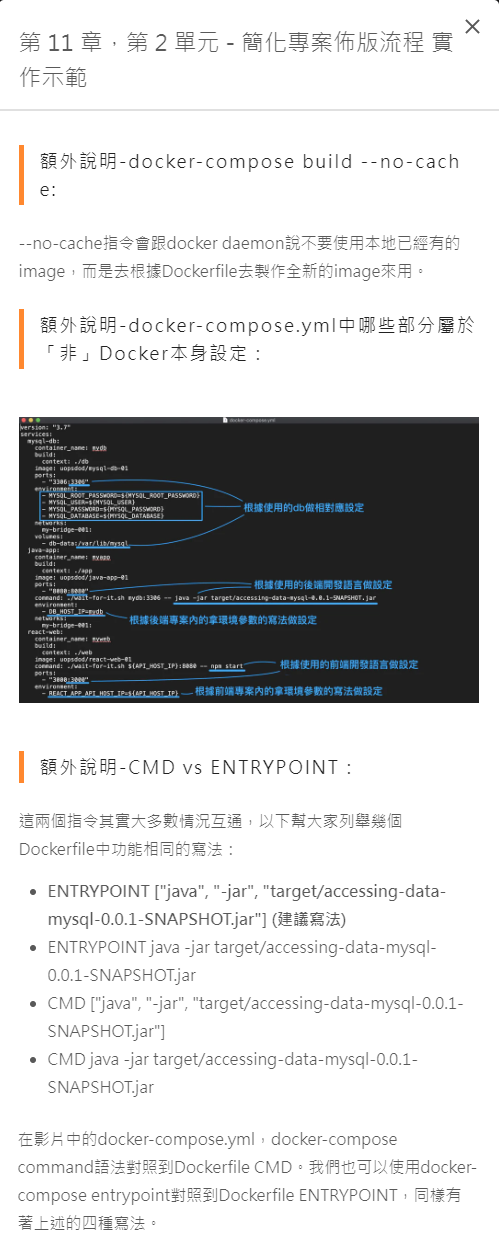 第 11 章，第 2 單元 - 簡化專案佈版流程 實
作示範
額外說明-docker-compose build --no-cach
e:
--no-cache指令會跟docker daemon說不要使用本地已經有的
image，而是去根據Dockerfile去製作全新的image來用。
額外說明-docker-compose.yml中哪些部分屬於
「非」Docker本身設定：
docker-compose.yml
version: "3.7"
services:
mysql-db:
container_name: mydb
build:
context: ./db
image: uopsdod/mysql-db-01
ports:
- "3306:3306"
environment:
- MYSQL_ROOT_PASSWORD=${MYSQL_ROOT_PASSWORD}
- MYSQL_USER=${MYSQL_USER}
- MYSQL_PASSWORD=${MYSQL_PASSWORD}
- MYSQL_DATABASE=${MYSQL_DATABASE}
根據使用的db做相對應設定
networks:
my-bridge-001:
volumes:
- db-data:/var/lib/mysql
java-app:
container_name: myapp
build:
context: ./app
image: uopsdod/java-app-01
ports:
- "8080:8080"
根據使用的後端開發語言做設定
command: ./wait-for-it.sh mydb:3306 -- java -jar target/accessing-data-mysql-0.0.1-SNAPSHOT.jar
environment:
- DB_HOST_IP=mydb
根據後端專案內的拿環境參數的寫法做設定
networks:
my-bridge-001:
react-web:
container_name: myweb
build:
context: ./web
image: uopsdod/react-web-01
command: ./wait-for-it.sh ${API_HOST_IP}:8080 -- npm start
根據使用的前端開發語言做設定
ports:
- "3000:3000"
environment:
- REACT_APP_API_HOST_IP=${API_HOST_IP}
根據前端專案內的拿環境參數的寫法做設定
額外說明-CMD vs ENTRYPOINT：
這兩個指令其實大多數情況互通，以下幫大家列舉幾個
Dockerfile中功能相同的寫法：
• ENTRYPOINT ["java", "-jar", "target/accessing-data-
mysql-0.0.1-SNAPSHOT.jar"] (建議寫法)
• ENTRYPOINT java -jar target/accessing-data-mysql-
0.0.1-SNAPSHOT.jar
• CMD ["java", "-jar", "target/accessing-data-mysql-0.0.1-
SNAPSHOT.jar"]
• CMD java -jar target/accessing-data-mysql-0.0.1-
SNAPSHOT.jar
在影片中的docker-compose.yml，docker-compose
command語法對照到Dockerfile CMD。我們也可以使用docker-
compose entrypoint對照到Dockerfile ENTRYPOINT，同樣有
著上述的四種寫法。